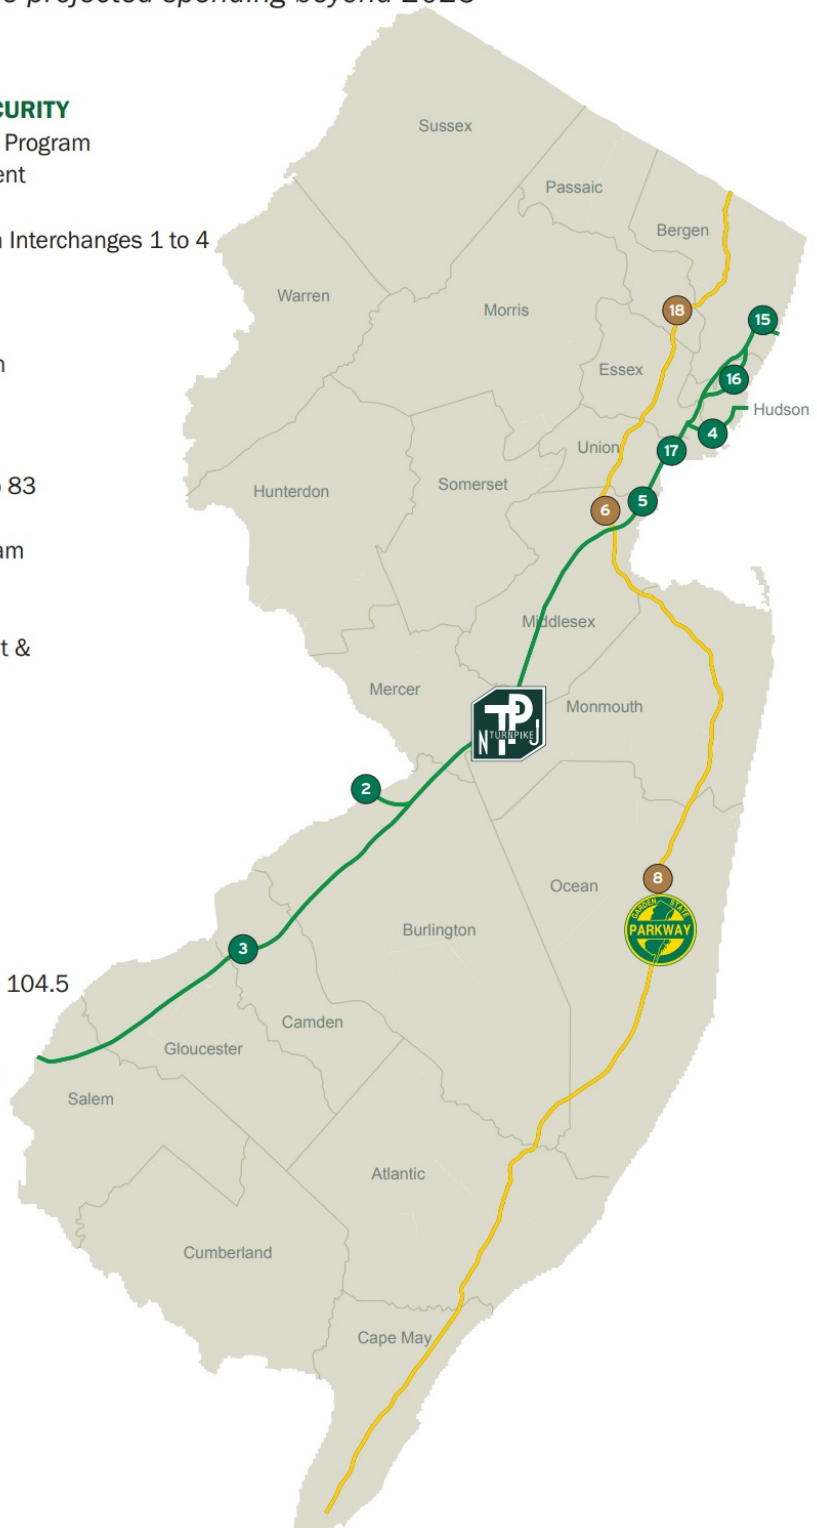 projected spending beyond 2025
CURITY
Program
ent
Interchanges 1 to 4
83
am
t &
104.5
Sussex
Passaic
Bergen
18
15
Warren
Morris
Essex
16
Hudson
4
Union
17
Hunterdon
Somerset
5
6
Middlesex
Mercer
Monmouth
NTPJ
TURNPIKE
2
Ocean
8
GARDEN STATE
PARKWAY
Burlington
3
Camden
Gloucester
Salem
Atlantic
Cumberland
Cape May